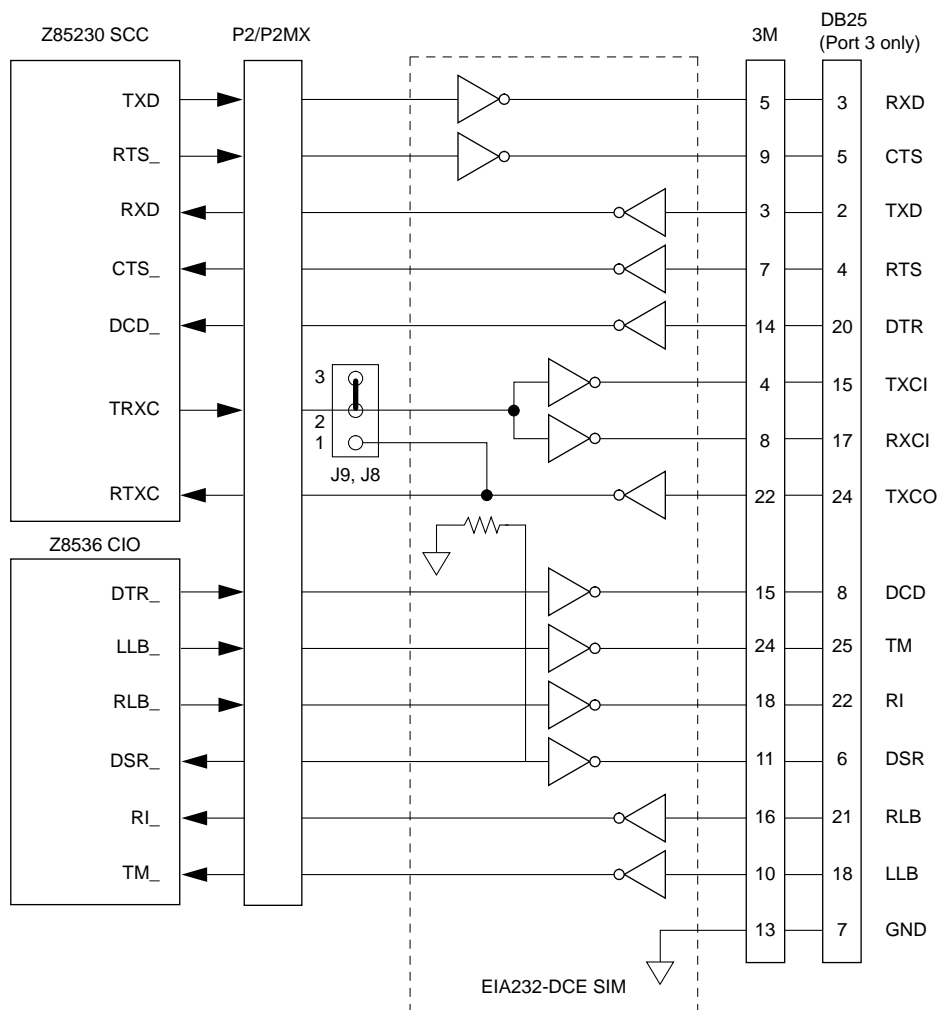 DB25
Z85230 SCC P2/P2MX 3M (Port 3 only)
TXD 5 3 RXD
RTS_ 9 5 CTS
RXD 3 2 TXD
CTS_ 7 4 RTS
DCD_ 14 20 DTR
3 4 15 TXCI
TRXC
2
1 8 17 RXCI
J9, J8
RTXC 22 24 TXCO
Z8536 CIO
DTR_ 15 8 DCD
LLB_ 24 25 TM
RLB_ 18 22 RI
DSR_ 11 6 DSR
RI_ 16 21 RLB
TM_ 10 18 LLB
13 7 GND
EIA232-DCE SIM